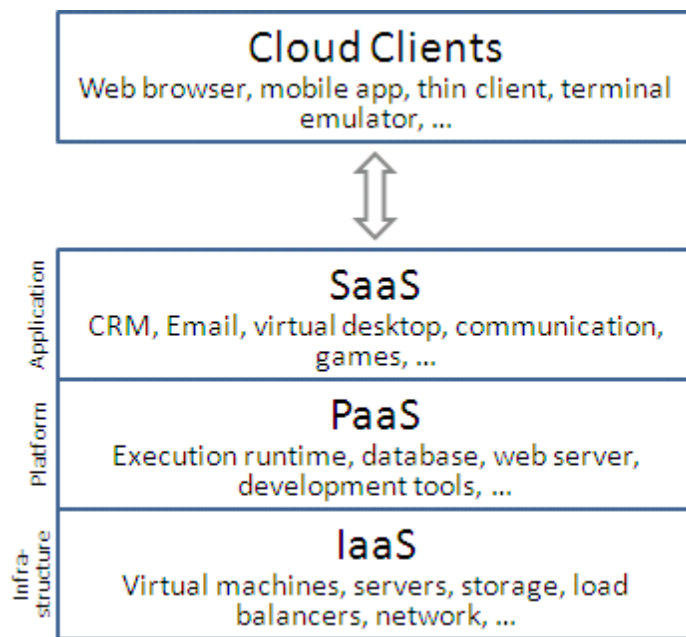 Cloud Clients
Web browser, mobile app, thin client, terminal
emulator, ...
Application
SaaS
CRM, Email, virtual desktop, communication,
games, ...
Platform
PaaS
Execution runtime, database, web server,
development tools, ...
Infra-
structure
IaaS
Virtual machines, servers, storage, load
balancers, network, ...